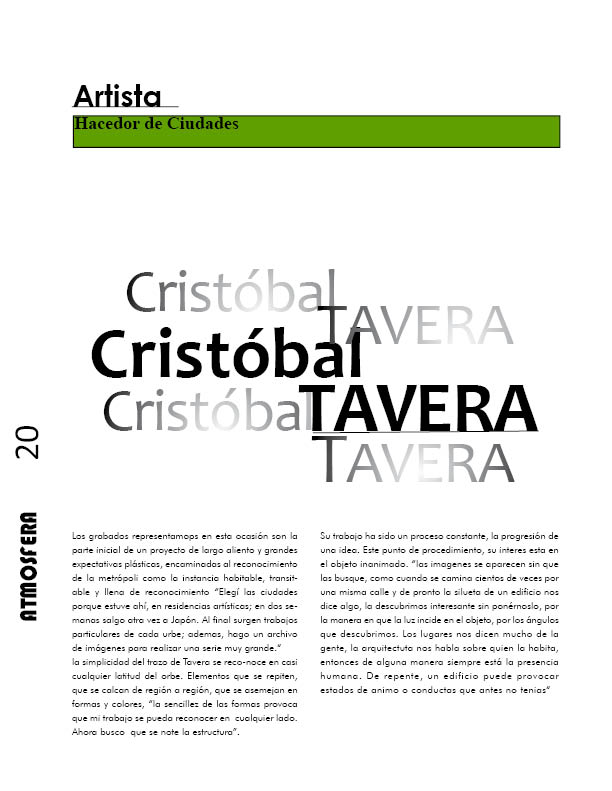 Artista
Hacedor de Ciudades
Cristóbal
TAVERA
Cristóbal
TAVERA
Cristóbal
TAVERA
20
ATMOSFERA
Los grabados representamops en esta ocasión son la
parte inicial de un proyecto de largo aliento y grandes
expectativas plásticas, encaminadas al reconocimiento
de la metrópoli como la instancia habitable, transit-
able y llena de reconocimiento “Elegí las ciudades
porque estuve ahí, en residencias artísticas; en dos se-
manas salgo otra vez a Japón. Al final surgen trabajos
particulares de cada urbe; ademas, hago un archivo
de imágenes para realizar una serie muy grande.”
la simplicidad del trazo de Tavera se reco-noce en casi
cualquier latitud del orbe. Elementos que se repiten,
que se calcan de región a región, que se asemejan en
formas y colores, “la sencillez de las formas provoca
que mi trabajo se pueda reconocer en cualquier lado.
Ahora busco que se note la estructura”.
Su trabajo ha sido un proceso constante, la progresión de
una idea. Este punto de procedimiento, su interes esta en
el objeto inanimado. “las imagenes se aparecen sin que
las busque, como cuando se camina cientos de veces por
una misma calle y de pronto la silueta de un edificio nos
dice algo, la descubrimos interesante sin ponérnoslo, por
la manera en que la luz incide en el objeto, por los ángulos
que descubrimos. Los lugares nos dicen mucho de la
gente, la arquitectuta nos habla sobre quien la habita,
entonces de alguna manera siempre está la presencia
humana. De repente, un edificio puede provocar
estados de animo o conductas que antes no tenias”